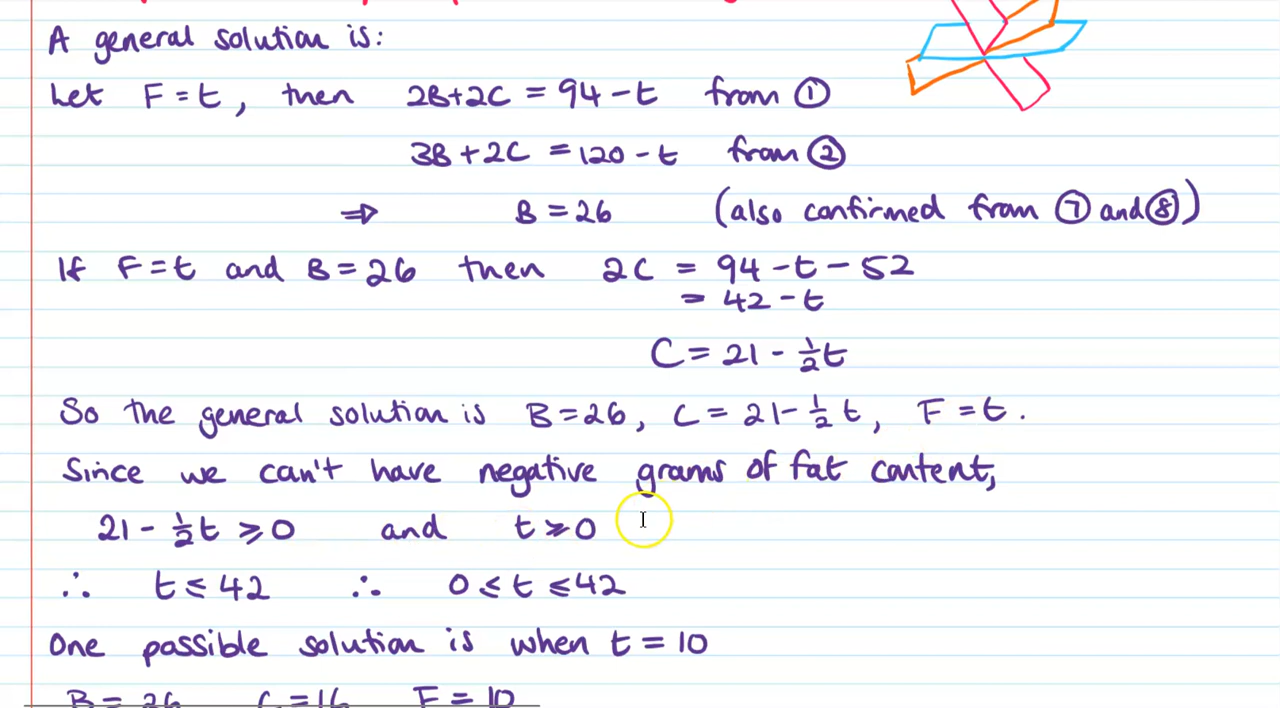 A general solution is:
Let F = t, then 2B+2C = 94 - t from ①
3B + 2C = 120 - t from ②
⇒ B = 26 (also confirmed from ⑦ and ⑧)
If F = t and B = 26 then 2C = 94 - t - 52
= 42 - t
C = 21 - ½t
So the general solution is B = 26, C = 21 - ½t, F = t.
Since we can't have negative grams of fat content,
21 - ½t ≥ 0 and t ≥ 0
∴ t ≤ 42 ∴ 0 ≤ t ≤ 42
One possible solution is when t = 10
B = 26 C = 16 F = 10